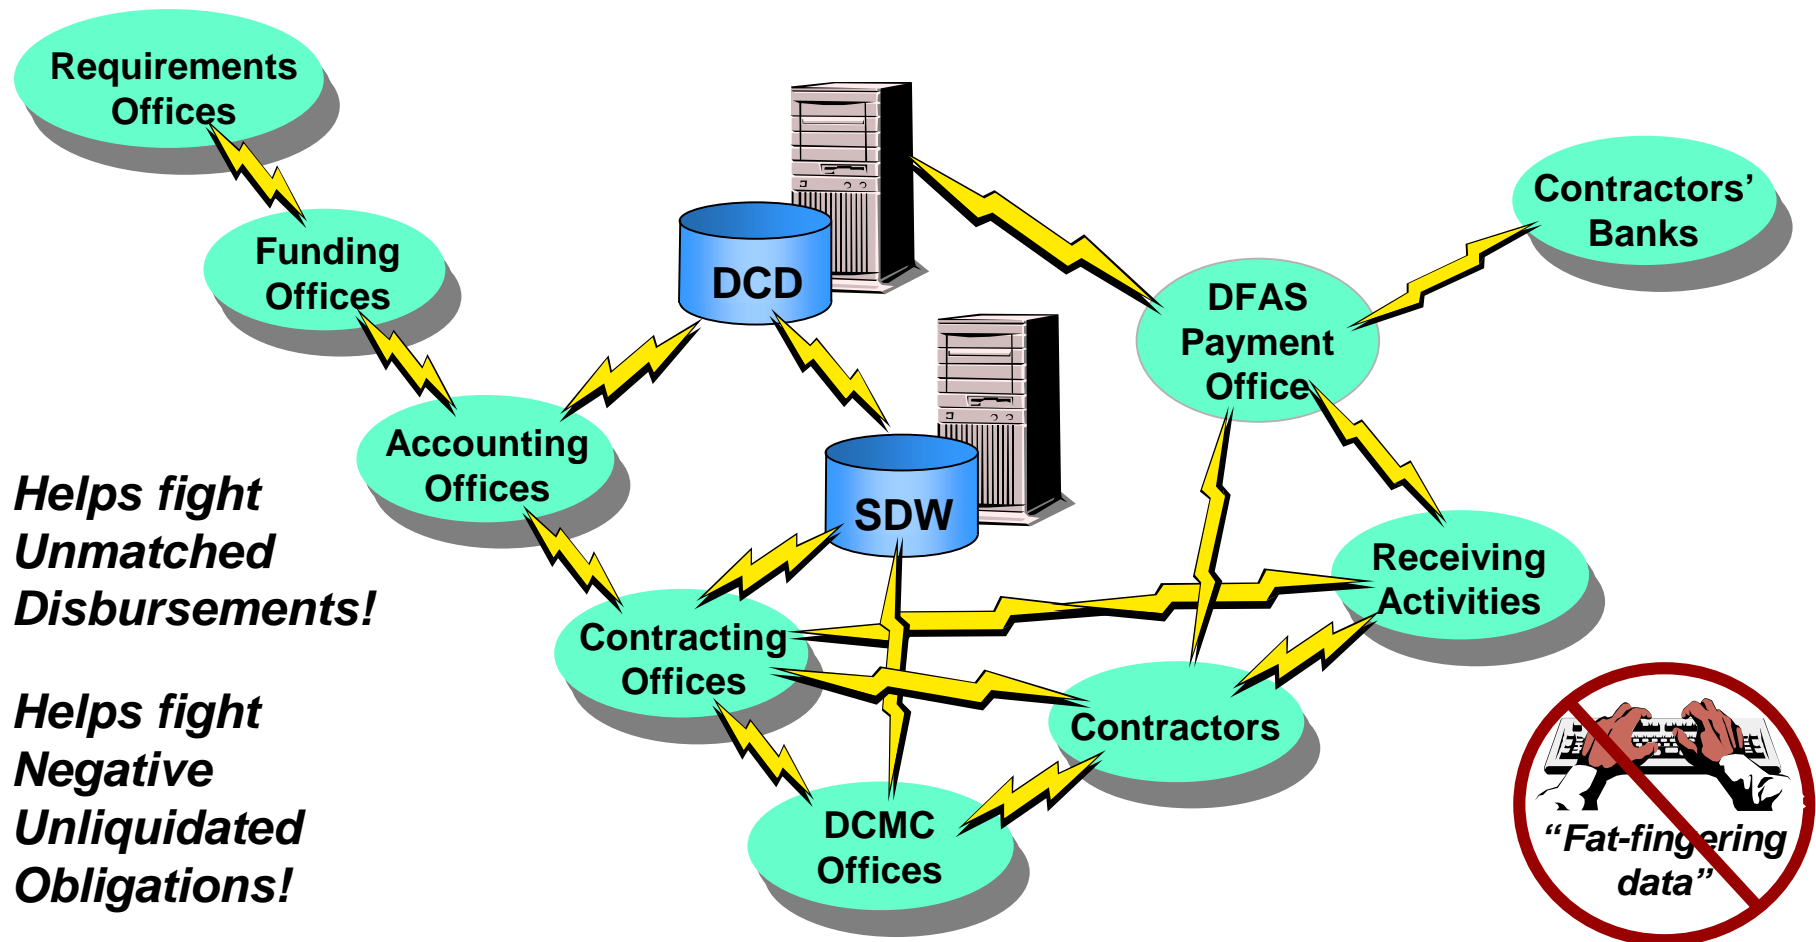 Requirements
Offices
Funding
Offices
DCD
Contractors’
Banks
DFAS
Payment
Office
Accounting
Offices
SDW
Helps fight
Unmatched
Disbursements!
Receiving
Activities
Contracting
Offices
Contractors
Helps fight
Negative
Unliquidated
Obligations!
DCMC
Offices
“Fat-fingering
data”